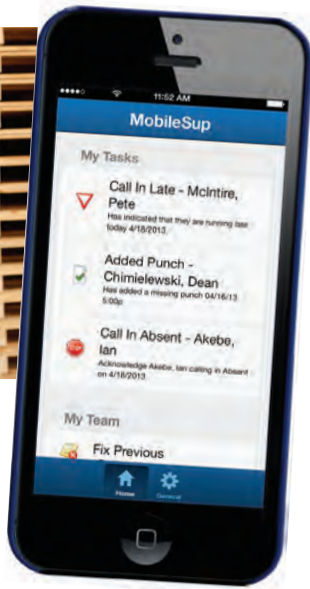 11:52 AM
MobileSup
My Tasks
Call In Late - McIntire,
Pete
Has indicated that they are running late
today 4/18/2013
Added Punch -
Chimielewski, Dean
Has added a missing punch 04/16/13
5:00p
STOP
Call In Absent - Akebe,
Ian
Acknowledge Akebe, Ian calling in Absent
on 4/18/2013
My Team
Fix Previous
Home
General